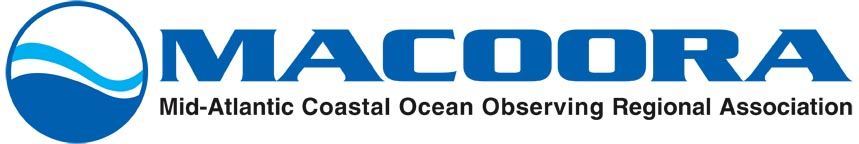 MACOORA
Mid-Atlantic Coastal Ocean Observing Regional Association